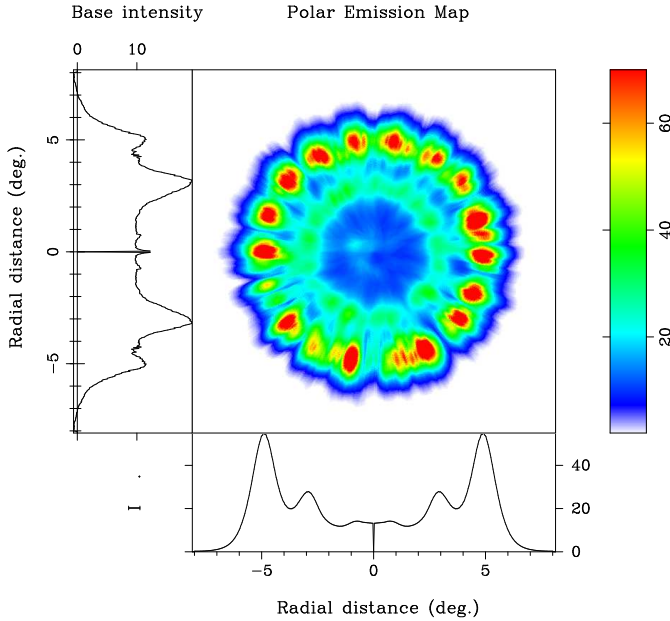 Base intensity
Polar Emission Map
0 10
5
0
−5
Radial distance (deg.)
60
40
20
40
20
0
I
−5 0 5
Radial distance (deg.)